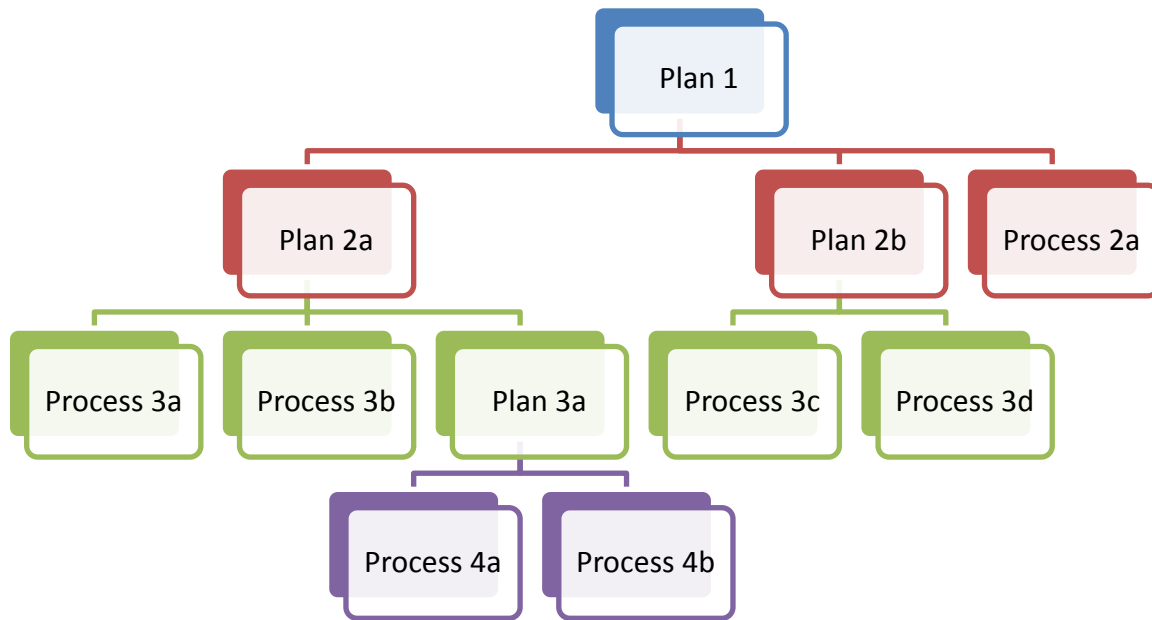 Plan 1
Plan 2a
Plan 2b
Process 2a
Process 3a
Process 3b
Plan 3a
Process 3c
Process 3d
Process 4a
Process 4b